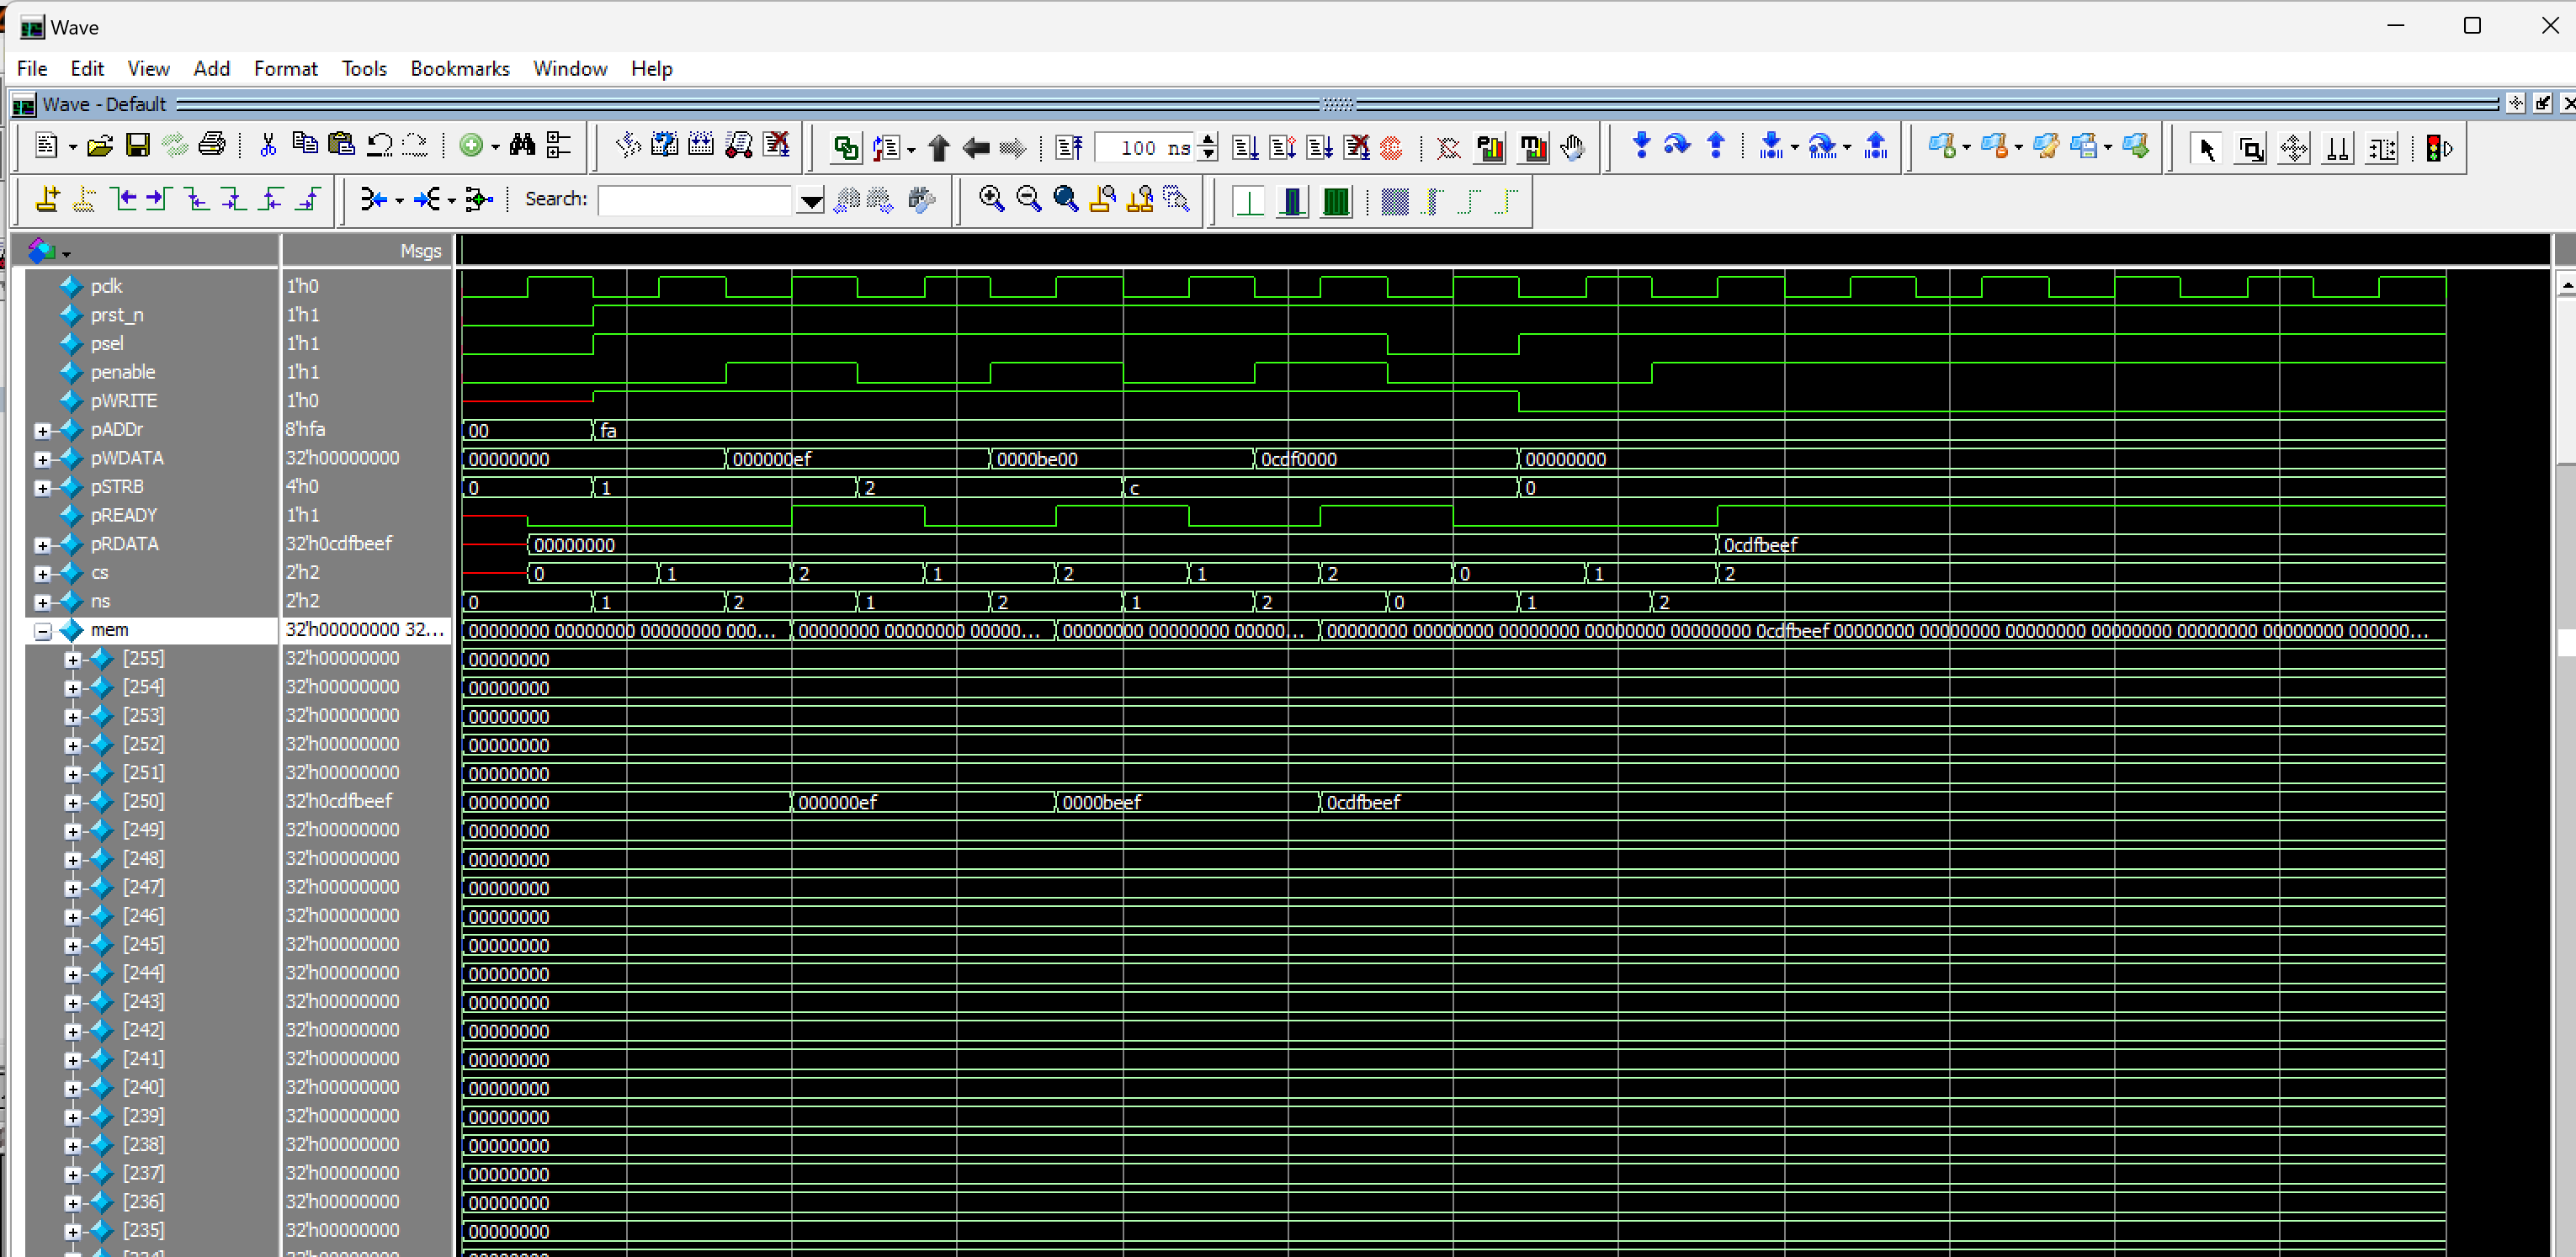 Wave
File Edit View Add Format Tools Bookmarks Window Help
Wave - Default
100 ns
Search:
Msgs
pclk 1'h0
prst_n 1'h1
psel 1'h1
penable 1'h1
pWRITE 1'h0
pADDr 8'hfa 00 fa
pWDATA 32'h00000000 00000000 000000ef 0000be00 0cdf0000 00000000
pSTRB 4'h0 0 1 2 c 0
pREADY 1'h1
pRDATA 32'h0cdfbeef 00000000 0cdfbeef
cs 2'h2 0 1 2 1 2 1 2 0 1 2
ns 2'h2 0 1 2 1 2 1 2 0 1 2
mem 32'h00000000 32... 00000000 00000000 00000000 000... 00000000 00000000 00000... 00000000 00000000 00000... 00000000 00000000 00000000 00000000 00000000 0cdfbeef 00000000 00000000 00000000 00000000 00000000 00000000 000000...
[255] 32'h00000000 00000000
[254] 32'h00000000 00000000
[253] 32'h00000000 00000000
[252] 32'h00000000 00000000
[251] 32'h00000000 00000000
[250] 32'h0cdfbeef 00000000 000000ef 0000beef 0cdfbeef
[249] 32'h00000000 00000000
[248] 32'h00000000 00000000
[247] 32'h00000000 00000000
[246] 32'h00000000 00000000
[245] 32'h00000000 00000000
[244] 32'h00000000 00000000
[243] 32'h00000000 00000000
[242] 32'h00000000 00000000
[241] 32'h00000000 00000000
[240] 32'h00000000 00000000
[239] 32'h00000000 00000000
[238] 32'h00000000 00000000
[237] 32'h00000000 00000000
[236] 32'h00000000 00000000
[235] 32'h00000000 00000000